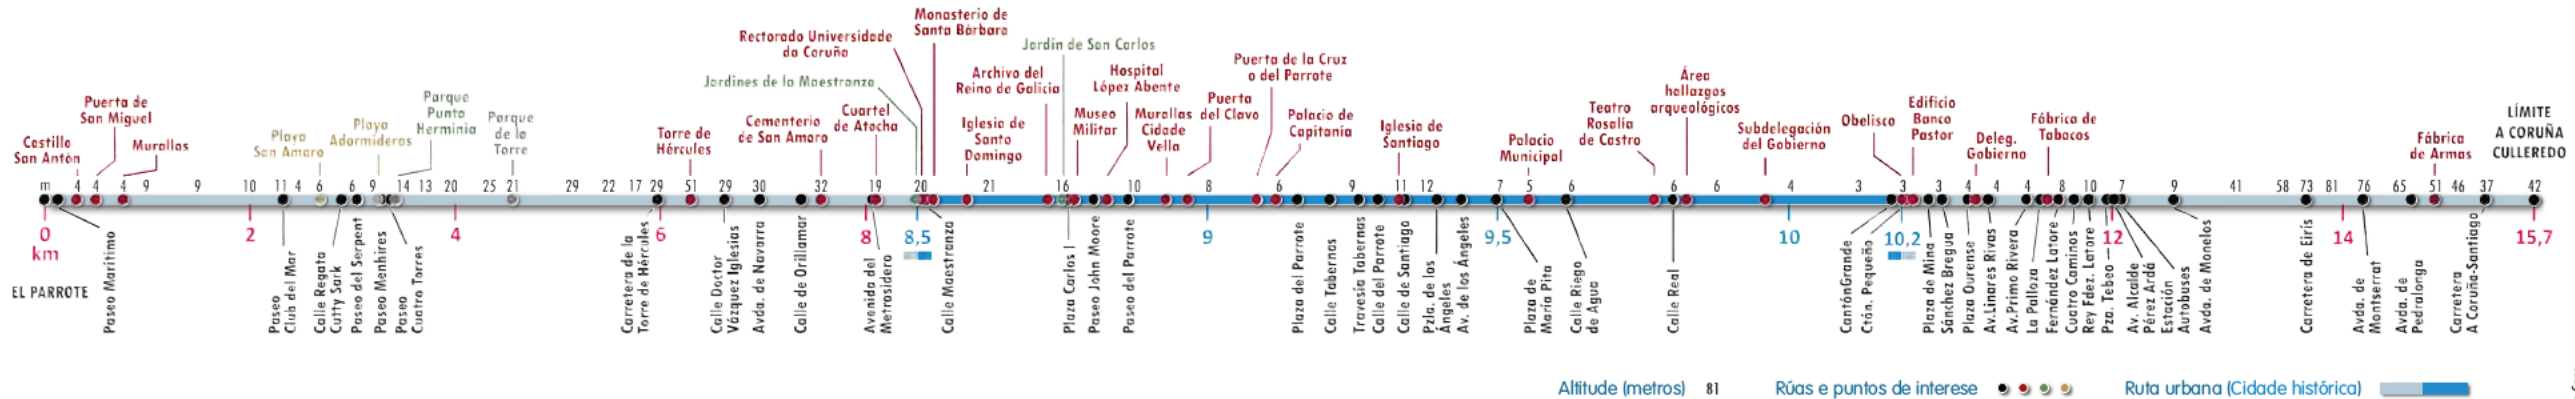 Castillo
San Antón
Puerta de
San Miguel
Murallas
Playa
San Amaro
Playa
Adormideras
Parque
Punta
Herminia
Parque
de la
Torre
Torre de
Hércules
Rectorado Universidade
da Coruña
Jardines de la Maestranza
Cementerio
de San Amaro
Cuartel
de Atocha
Monasterio de
Santa Bárbara
Iglesia de
Santo
Domingo
Archivo del
Reino de Galicia
Jardín de San Carlos
Museo
Militar
Hospital
López Abente
Murallas
Cidade
Vella
Puerta
del Clavo
Puerta de la Cruz
o del Parrote
Palacio de
Capitanía
Iglesia de
Santiago
Palacio
Municipal
Teatro
Rosalía
de Castro
Área
hallazgos
arqueológicos
Subdelegación
del Gobierno
Obelisco
Edificio
Banco
Pastor
Deleg.
Gobierno
Fábrica de
Tabacos
Fábrica
de Armas
LÍMITE
A CORUÑA
CULLEREDO
m 4 4 4 9 9 10 11 4 6 6 9 14 13 20 25 21 29 22 17 29 51 29 30 32 19 20 21 16 10 8 6 9 11 12 7 5 6 6 6 4 3 3 3 4 4 4 8 10 7 9 41 58 73 81 76 65 51 46 37 42
0 2 4 6 8 8,5 9 9,5 10 10,2 12 14 15,7
km
EL PARROTE
Paseo Marítimo
Paseo
Club del Mar
Calle Regata
Cutty Sark
Paseo del Serpent
Paseo Menhires
Paseo
Cuatro Torres
Carretera de la
Torre de Hércules
Calle Doctor
Vázquez Iglesias
Avda. de Navarra
Calle de Orillamar
Avenida del
Metrosidero
Calle Maestranza
Plaza Carlos I
Paseo John Moore
Paseo del Parrote
Plaza del Parrote
Calle Tabernas
Travesía Tabernas
Calle del Parrote
Calle de Santiago
Pzla. de los
Ángeles
Av. de los Ángeles
Plaza de
María Pita
Calle Riego
de Agua
Calle Real
CantónGrande
Ctón. Pequeño
Plaza de Mina
Sánchez Bregua
Plaza Ourense
Av.Linares Rivas
Av.Primo Rivera
La Palloza
Fernández Latore
Cuatro Caminos
Rey Fdez. Latore
Pza. Tebeo
Av. Alcalde
Pérez Ardá
Estación
Autobuses
Avda. de Monelos
Carretera de Eiris
Avda. de
Montserrat
Avda. de
Pedralonga
Carretera
A Coruña-Santiago
Altitude (metros) 81
Rúas e puntos de interese
Ruta urbana (Cidade histórica)